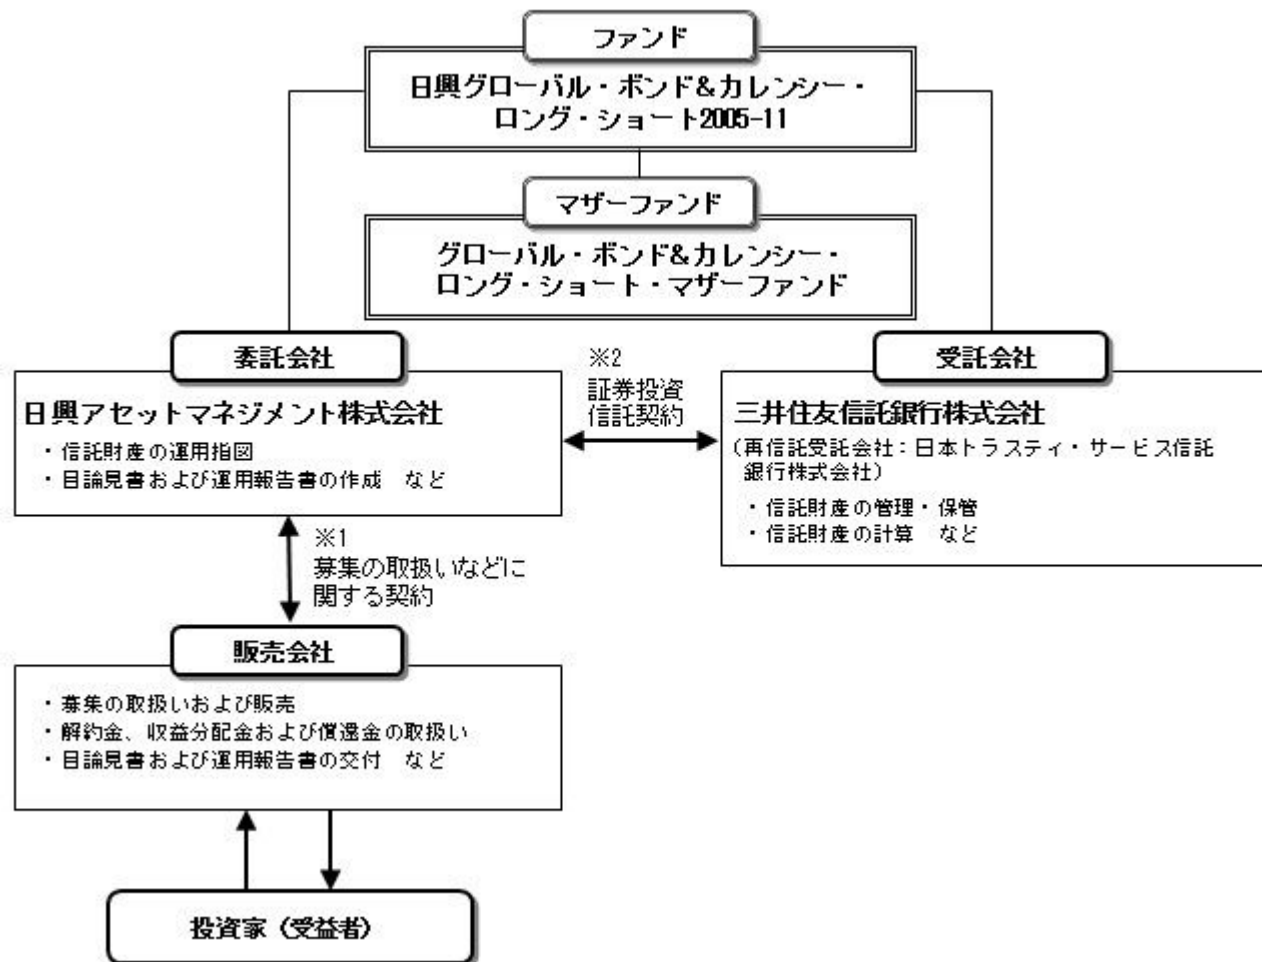 ファンド
日興グローバル・ボンド&カレンシー・
ロング・ショート2005-11
マザーファンド
グローバル・ボンド&カレンシー・
ロング・ショート・マザーファンド
委託会社
日興アセットマネジメント株式会社
・信託財産の運用指図
・目論見書および運用報告書の作成 など
※2
証券投資
信託契約
受託会社
三井住友信託銀行株式会社
(再信託受託会社:日本トラスティ・サービス信託
銀行株式会社)
・信託財産の管理・保管
・信託財産の計算 など
※1
募集の取扱いなどに
関する契約
販売会社
・募集の取扱いおよび販売
・解約金、収益分配金および償還金の取扱い
・目論見書および運用報告書の交付 など
投資家(受益者)